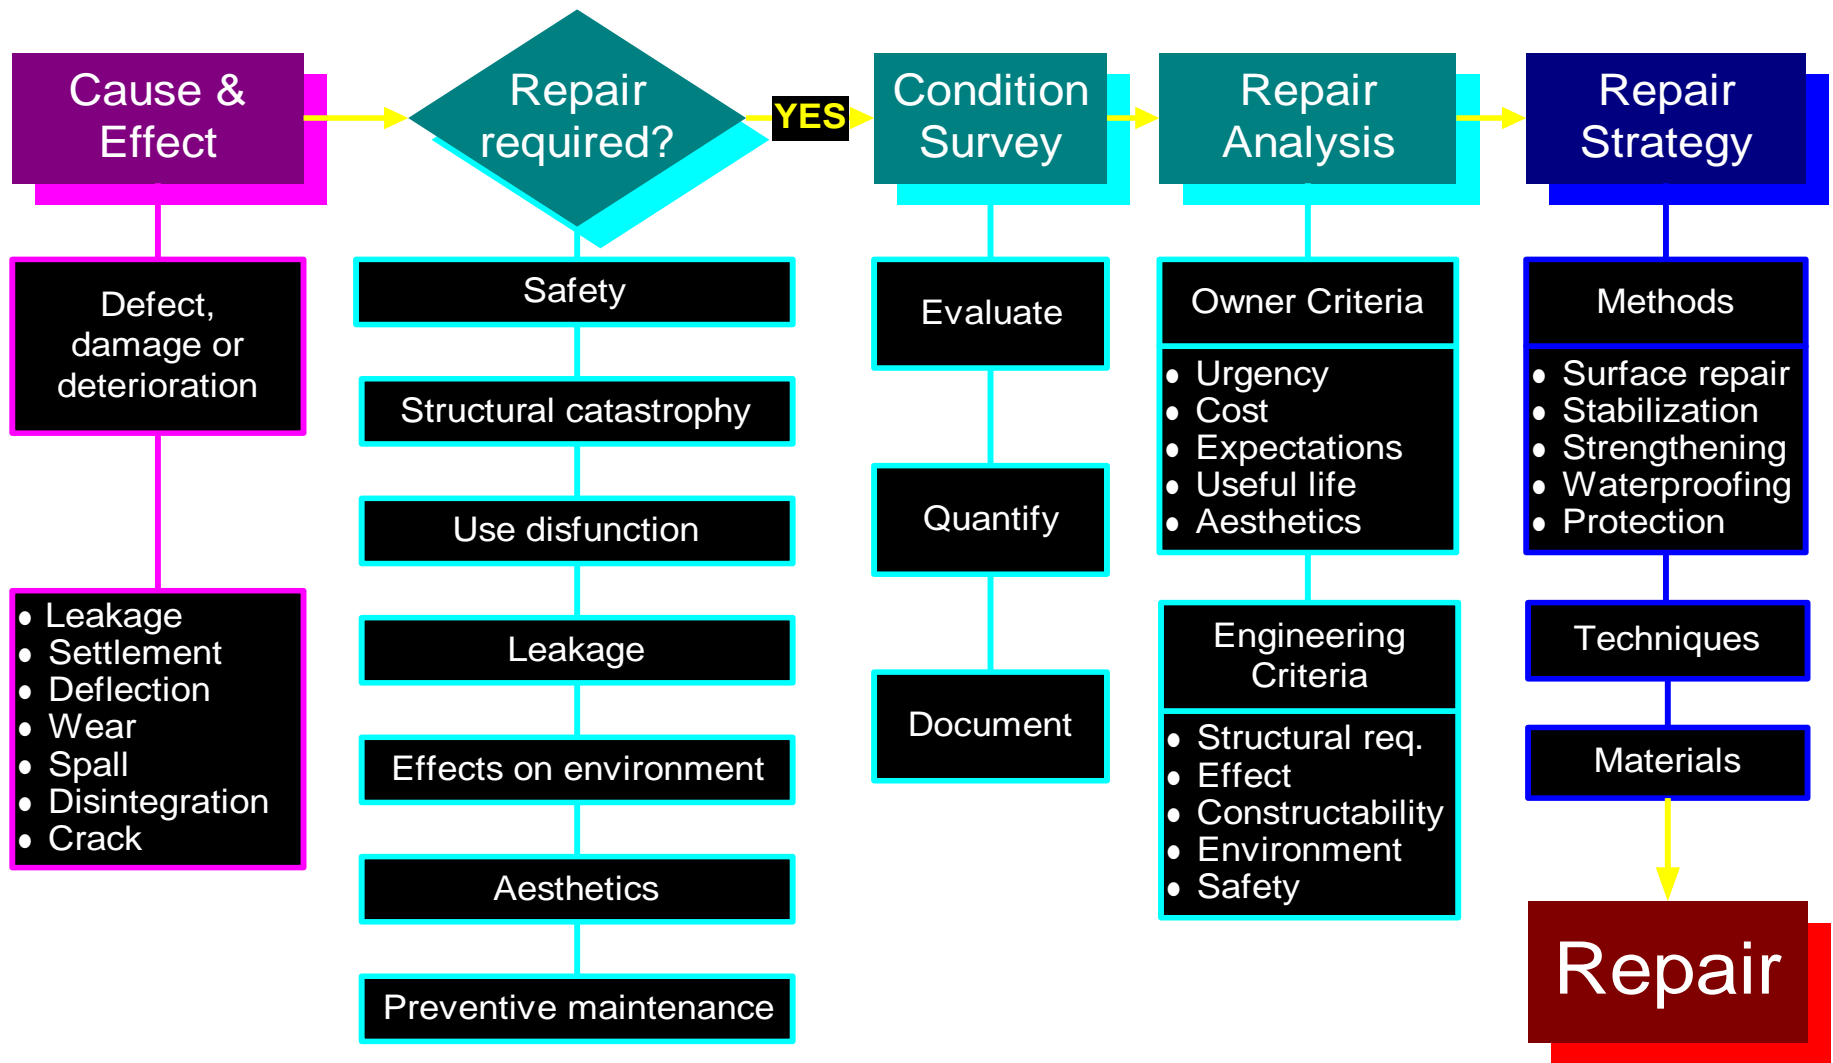 Cause &
Effect
Repair
required?
YES
Condition
Survey
Repair
Analysis
Repair
Strategy
Defect,
damage or
deterioration
• Leakage
• Settlement
• Deflection
• Wear
• Spall
• Disintegration
• Crack
Safety
Structural catastrophy
Use disfunction
Leakage
Effects on environment
Aesthetics
Preventive maintenance
Evaluate
Quantify
Document
Owner Criteria
• Urgency
• Cost
• Expectations
• Useful life
• Aesthetics
Engineering
Criteria
• Structural req.
• Effect
• Constructability
• Environment
• Safety
Methods
• Surface repair
• Stabilization
• Strengthening
• Waterproofing
• Protection
Techniques
Materials
Repair